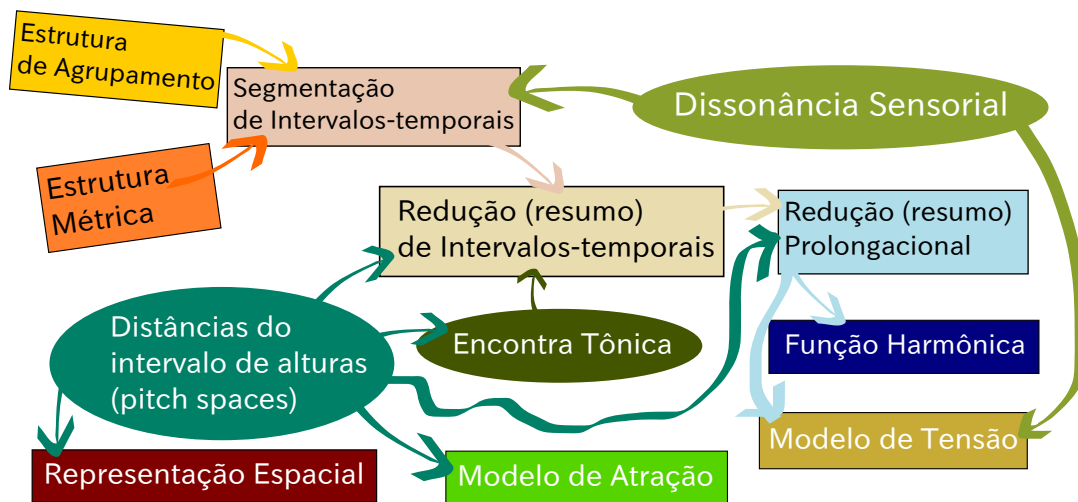 Estrutura
de Agrupamento
Segmentação
de Intervalos-temporais
Dissonância Sensorial
Estrutura
Métrica
Redução (resumo)
de Intervalos-temporais
Redução (resumo)
Prolongacional
Distâncias do
intervalo de alturas
(pitch spaces)
Encontra Tônica
Função Harmônica
Modelo de Tensão
Representação Espacial
Modelo de Atração